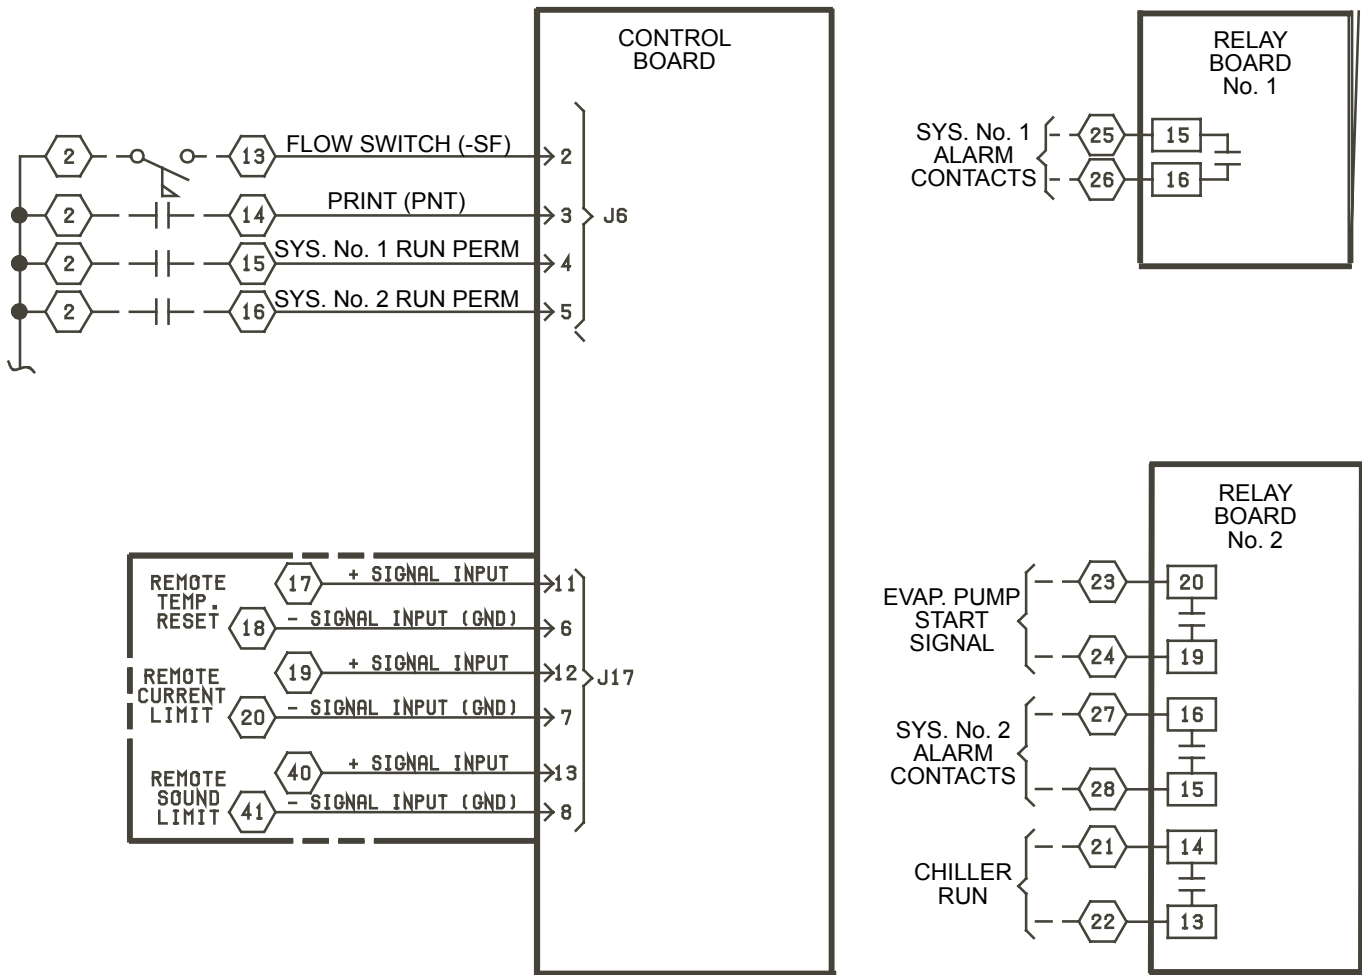 CONTROL
BOARD
2 13 FLOW SWITCH (-SF) 2
2 14 PRINT (PNT) 3 J6
2 15 SYS. No. 1 RUN PERM 4
2 16 SYS. No. 2 RUN PERM 5
REMOTE
TEMP.
RESET
17 + SIGNAL INPUT 11
18 - SIGNAL INPUT (GND) 6
REMOTE
CURRENT
LIMIT
19 + SIGNAL INPUT 12
20 - SIGNAL INPUT (GND) 7
J17
REMOTE
SOUND
LIMIT
40 + SIGNAL INPUT 13
41 - SIGNAL INPUT (GND) 8
RELAY
BOARD
No. 1
SYS. No. 1
ALARM
CONTACTS
25 15
26 16
RELAY
BOARD
No. 2
EVAP. PUMP
START
SIGNAL
23 20
24 19
SYS. No. 2
ALARM
CONTACTS
27 16
28 15
CHILLER
RUN
21 14
22 13